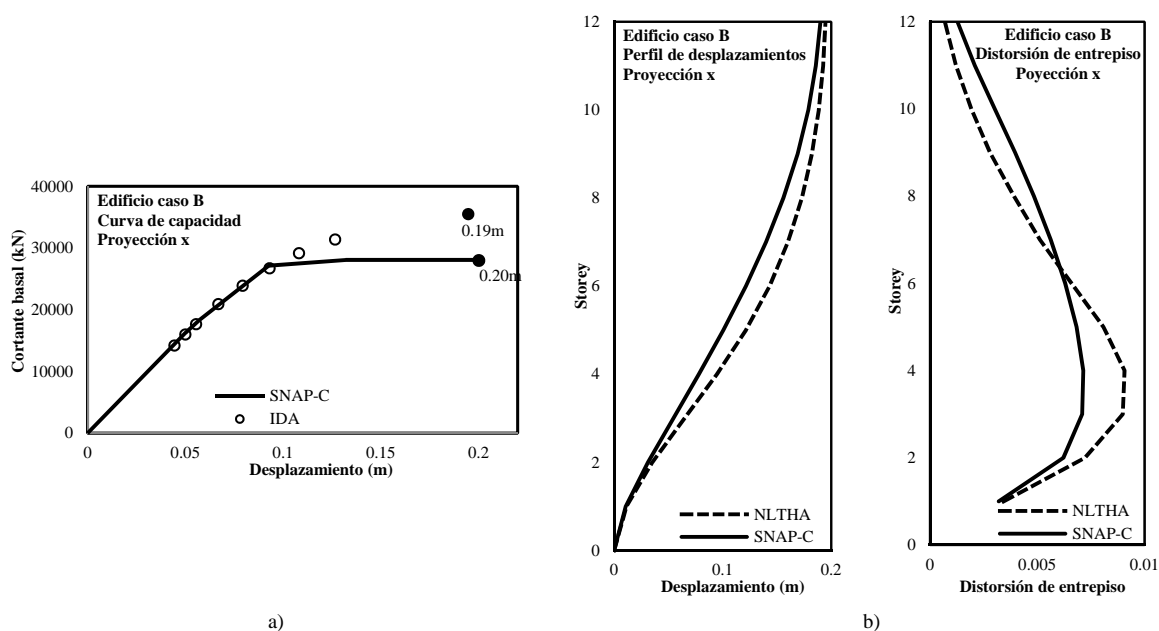 Edificio caso B
Curva de capacidad
Proyección x
40000
30000
20000
10000
0
Cortante basal (kN)
0.19m
0.20m
SNAP-C
IDA
0
0.05
0.1
0.15
0.2
Desplazamiento (m)
a)
Edificio caso B
Perfil de desplazamientos
Proyección x
12
10
8
6
4
2
0
Storey
NLTHA
SNAP-C
0
0.1
0.2
Desplazamiento (m)
Edificio caso B
Distorsión de entrepiso
Poyección x
12
10
8
6
4
2
0
Storey
NLTHA
SNAP-C
0
0.005
0.01
Distorsión de entrepiso
b)